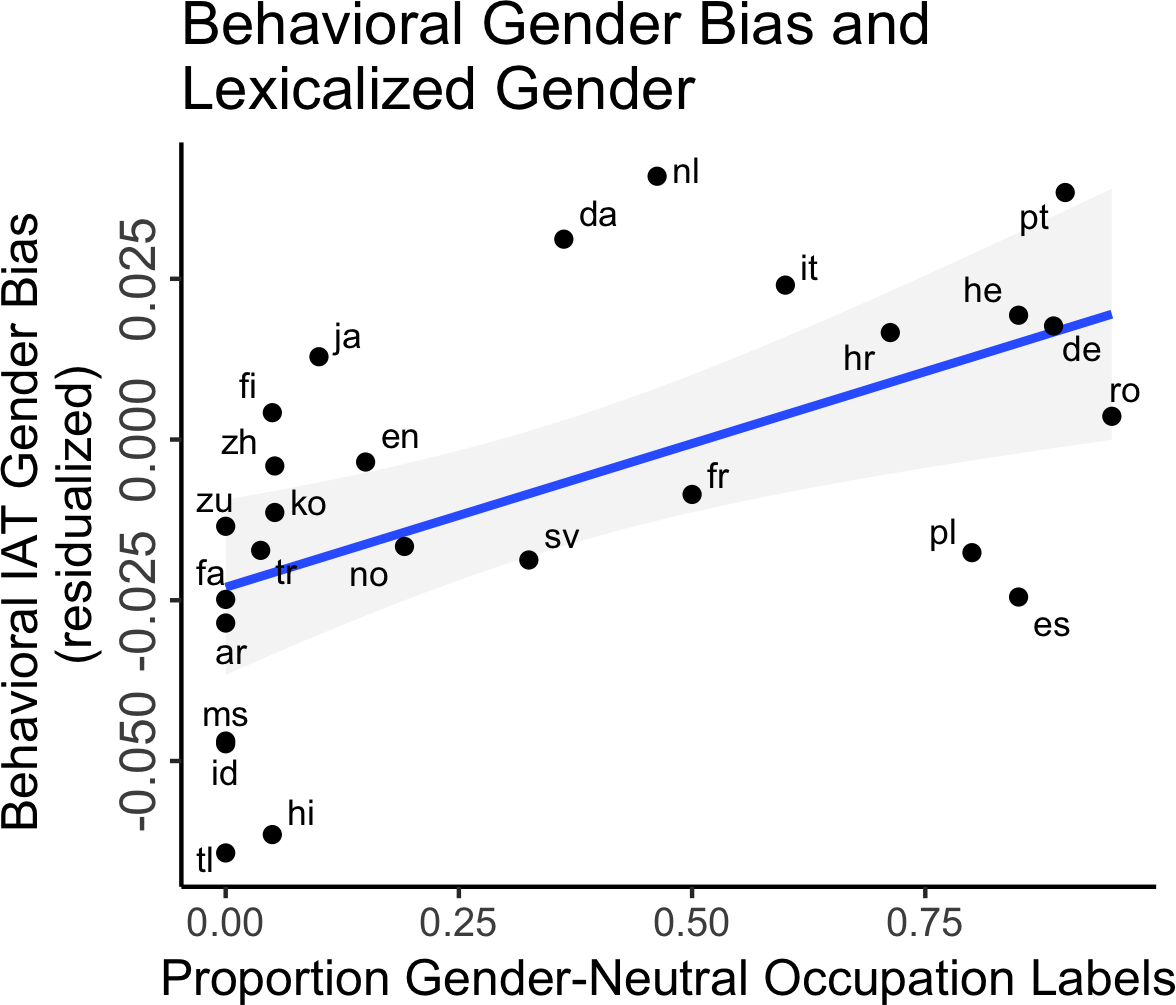 Behavioral Gender Bias and
Lexicalized Gender
Behavioral IAT Gender Bias
(residualized)
0.025
0.000
-0.025
-0.050
nl
da
pt
it
he
ja
hr
de
fi
ro
zh
en
zu
ko
fr
sv
pl
fa
tr
no
es
ar
ms
id
hi
tl
0.00 0.25 0.50 0.75
Proportion Gender-Neutral Occupation Labels